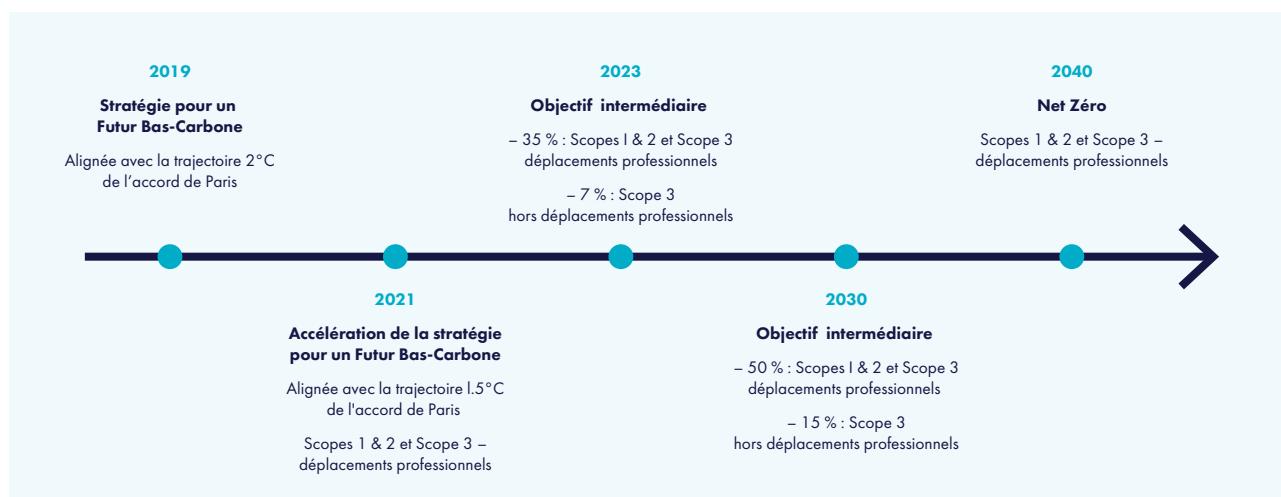 2019
Stratégie pour un
Futur Bas-Carbone
Alignée avec la trajectoire 2°C
de l’accord de Paris
2021
Accélération de la stratégie
pour un Futur Bas-Carbone
Alignée avec la trajectoire l.5°C
de l'accord de Paris
Scopes 1 & 2 et Scope 3 –
déplacements professionnels
2023
Objectif intermédiaire
– 35 % : Scopes I & 2 et Scope 3
déplacements professionnels
– 7 % : Scope 3
hors déplacements professionnels
2030
Objectif intermédiaire
– 50 % : Scopes I & 2 et Scope 3
déplacements professionnels
– 15 % : Scope 3
hors déplacements professionnels
2040
Net Zéro
Scopes 1 & 2 et Scope 3 –
déplacements professionnels